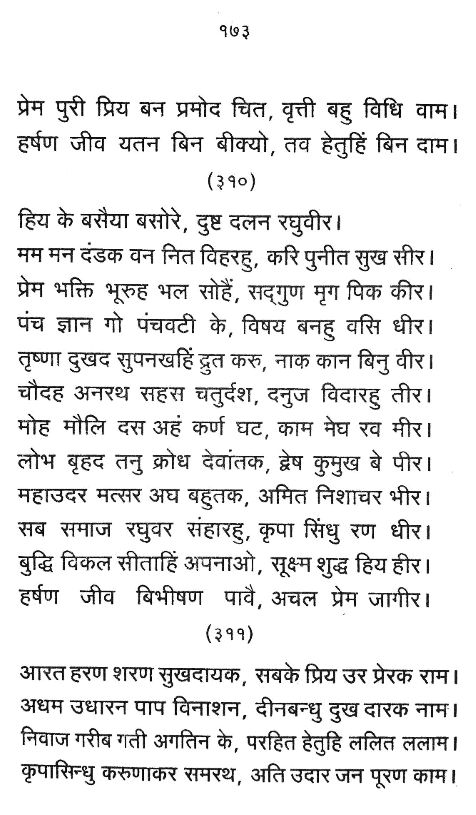 १७३
प्रेम पुरी प्रिय बन प्रमोद चित, वृत्ती बहु विधि वाम।
हर्षण जीव यतन बिन बीक्यो, तव हेतुहिं बिन दाम।
(३१०)
हिय के बसैया बसोरे, दुष्ट दलन रघुवीर।
मम मन दंडक वन नित विहरहु, करि पुनीत सुख सीर।
प्रेम भक्ति भूरुह भल सोहैं, सद्‌गुण मृग पिक कीर।
पंच ज्ञान गो पंचवटी के, विषय बनहु वसि धीर।
तृष्णा दुखद सुपनखहिं द्रुत करु, नाक कान बिनु वीर।
चौदह अनरथ सहस चतुर्दश, दनुज विदारहु तीर।
मोह मौलि दस अहं कर्ण घट, काम मेघ रव मीर।
लोभ बृहद तनु क्रोध देवांतक, द्वेष कुमुख बे पीर।
महाउदर मत्सर अघ बहुतक, अमित निशाचर भीर।
सब समाज रघुवर संहारहु, कृपा सिंधु रण धीर।
बुद्धि विकल सीताहिं अपनाओ, सूक्ष्म शुद्ध हिय हीर।
हर्षण जीव बिभीषण पावै, अचल प्रेम जागीर।
(३११)
आरत हरण शरण सुखदायक, सबके प्रिय उर प्रेरक राम।
अधम उधारन पाप विनाशन, दीनबन्धु दुख दारक नाम।
निवाज गरीब गती अगतिन के, परहित हेतुहि ललित ललाम।
कृपासिन्धु करुणाकर समरथ, अति उदार जन पूरण काम।